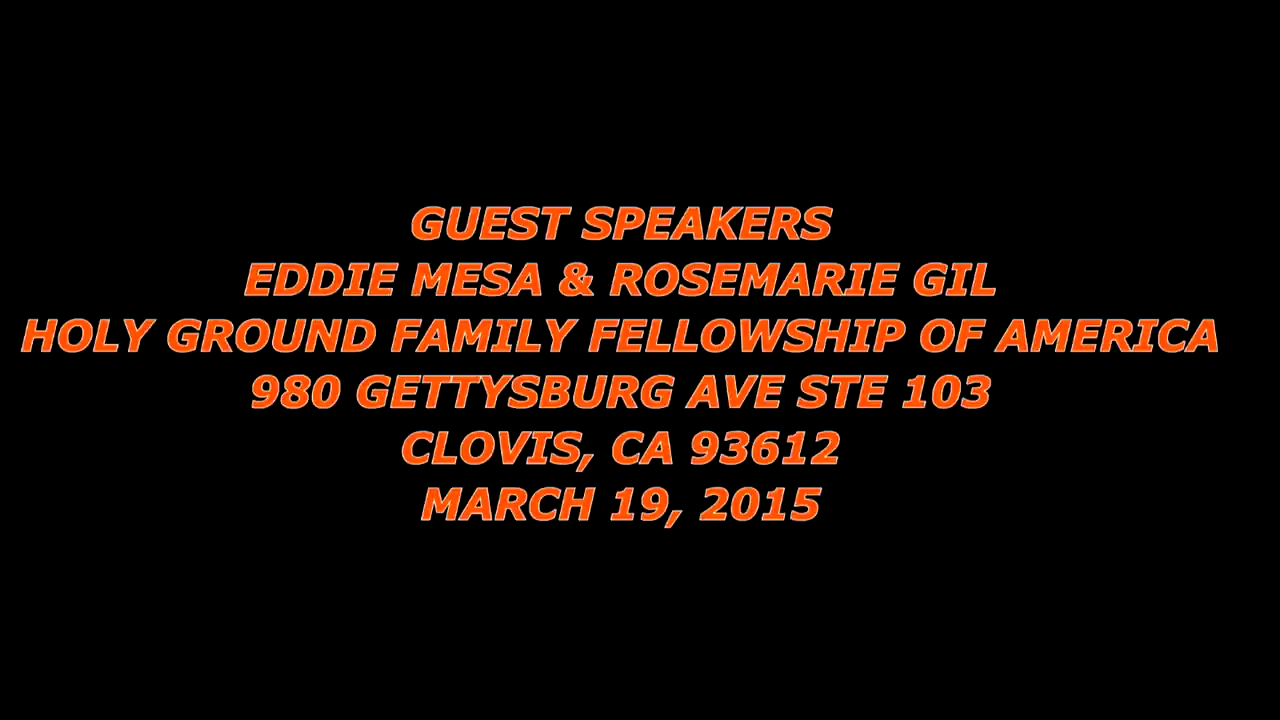 GUEST SPEAKERS
EDDIE MESA & ROSEMARIE GIL
HOLY GROUND FAMILY FELLOWSHIP OF AMERICA
980 GETTYSBURG AVE STE 103
CLOVIS, CA 93612
MARCH 19, 2015